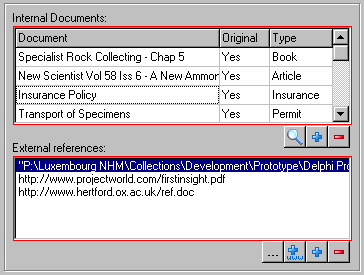 Internal Documents:
Document Original Type
Specialist Rock Collecting - Chap 5 Yes Book
New Scientist Vol 58 Iss 6 - A New Ammon Yes Article
Insurance Policy Yes Insurance
Transport of Specimens Yes Permit
External references:
"P:\Luxembourg NHM\Collections\Development\Prototype\Delphi Pro
http://www.projectworld.com/firstinsight.pdf
http://www.hertford.ox.ac.uk/ref.doc
... www